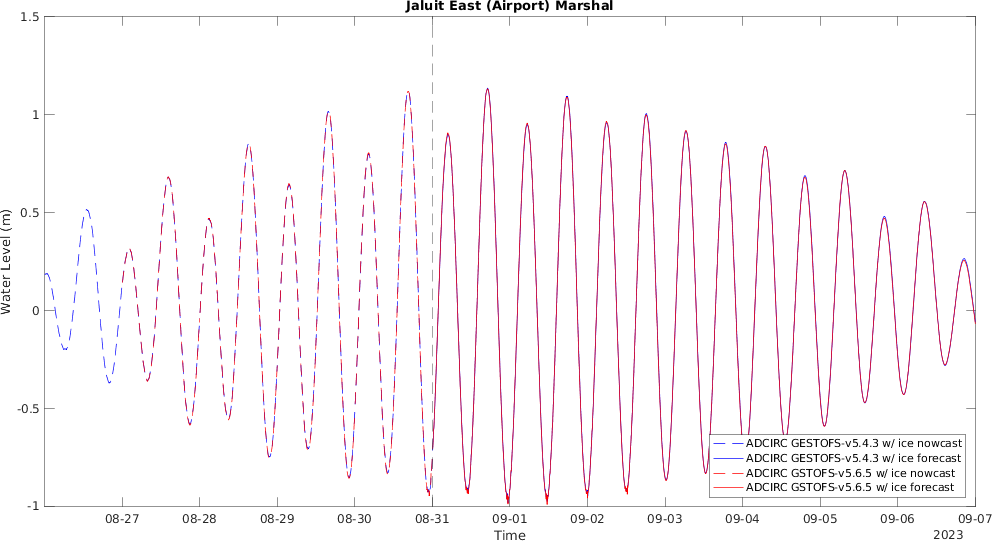 Jaluit East (Airport) Marshal
1.5
1
0.5
0
-0.5
-1
Water Level (m)
08-27 08-28 08-29 08-30 08-31 09-01 09-02 09-03 09-04 09-05 09-06 09-07
Time
2023
ADCIRC GESTOFS-v5.4.3 w/ ice nowcast
ADCIRC GESTOFS-v5.4.3 w/ ice forecast
ADCIRC GSTOFS-v5.6.5 w/ ice nowcast
ADCIRC GSTOFS-v5.6.5 w/ ice forecast